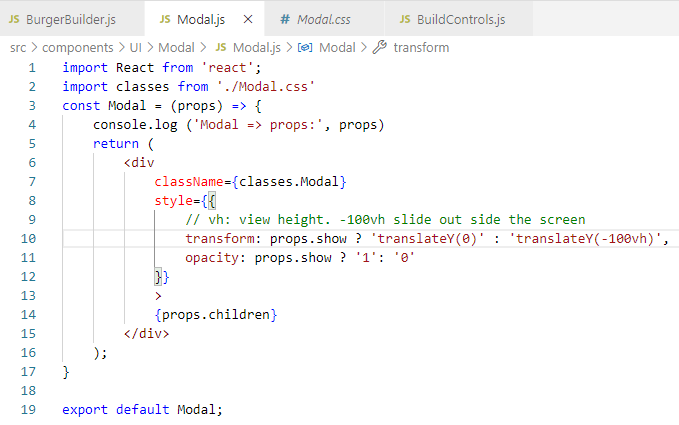 JS BurgerBuilder.js JS Modal.js × # Modal.css JS BuildControls.js
src > components > UI > Modal > JS Modal.js > Modal > transform
1 import React from 'react';
2 import classes from './Modal.css'
3 const Modal = (props) => {
4 console.log ('Modal => props:', props)
5 return (
6 <div
7 className={classes.Modal}
8 style={{
9 // vh: view height. -100vh slide out side the screen
10 transform: props.show ? 'translateY(0)' : 'translateY(-100vh)',
11 opacity: props.show ? '1': '0'
12 }}
13 >
14 {props.children}
15 </div>
16 );
17 }
18
19 export default Modal;